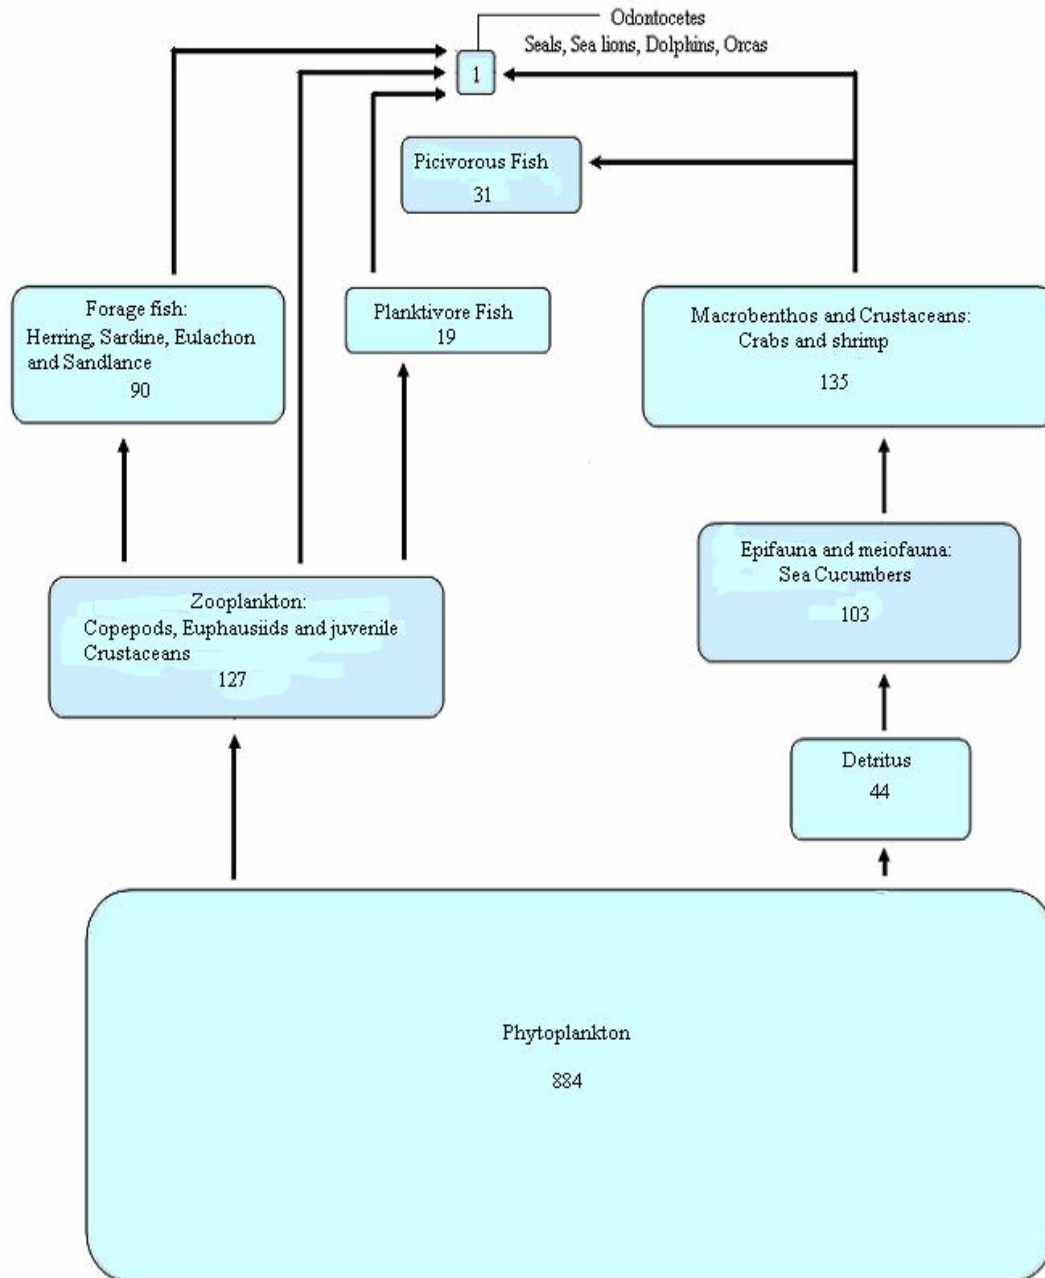 Odontocetes
Seals, Sea lions, Dolphins, Orcas
1
Picivorous Fish
31
Forage fish:
Herring, Sardine, Eulachon
and Sandlance
90
Planktivore Fish
19
Macrobenthos and Crustaceans:
Crabs and shrimp
135
Epifauna and meiofauna:
Sea Cucumbers
103
Zooplankton:
Copepods, Euphausiids and juvenile
Crustaceans
127
Detritus
44
Phytoplankton
884